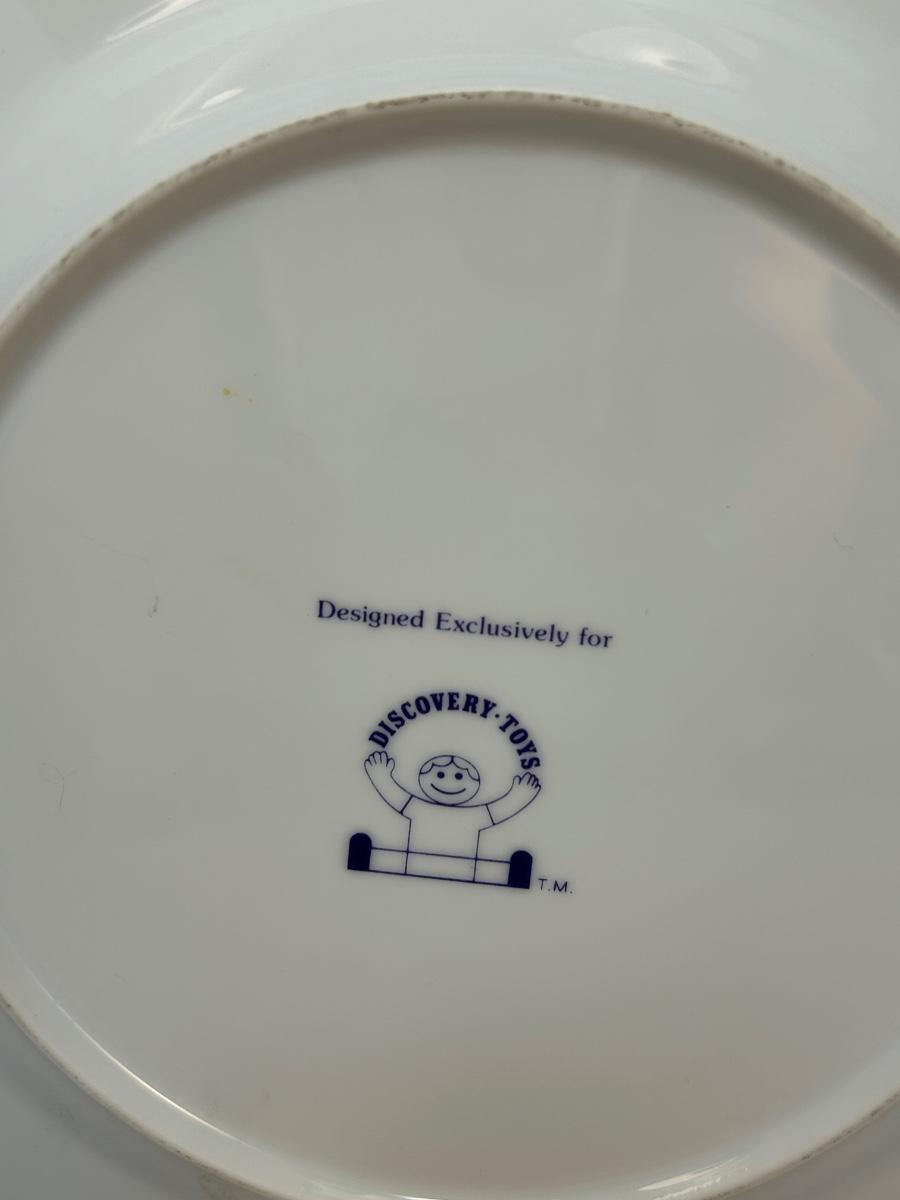 Designed Exclusively for
DISCOVERY·TOYS
T.M.